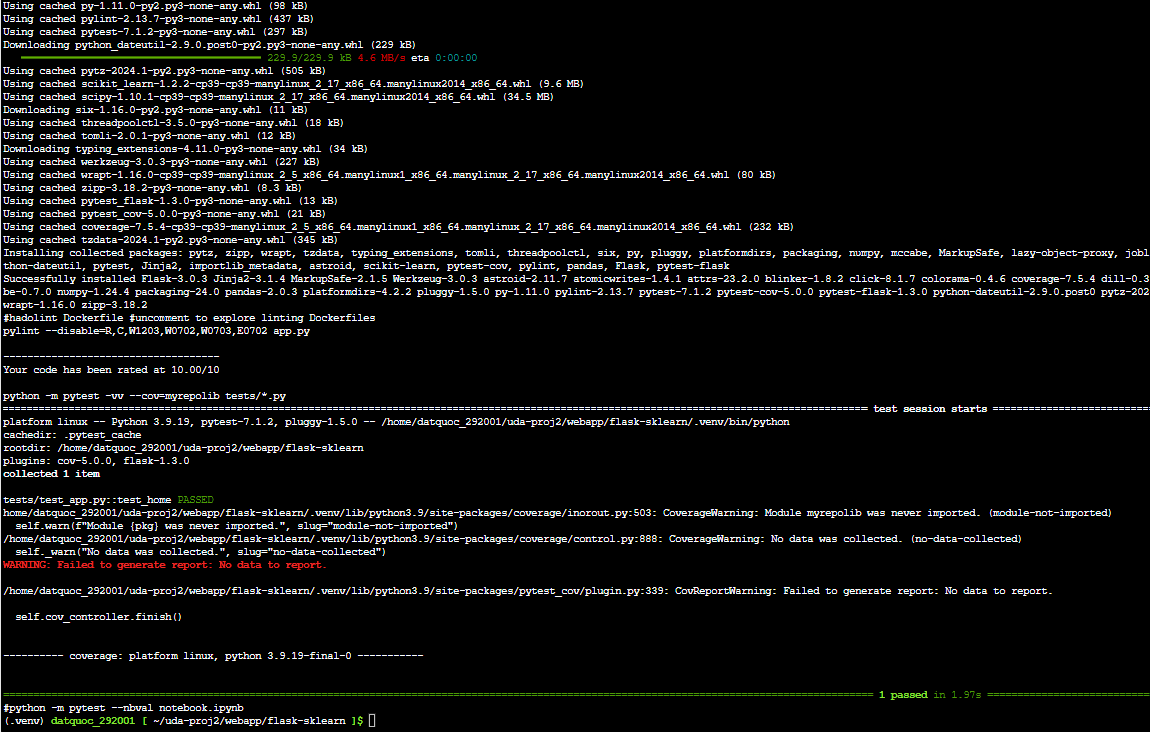 Using cached py-1.11.0-py2.py3-none-any.whl (98 kB)
Using cached pylint-2.13.7-py3-none-any.whl (437 kB)
Using cached pytest-7.1.2-py3-none-any.whl (297 kB)
Downloading python_dateutil-2.9.0.post0-py2.py3-none-any.whl (229 kB)
229.9/229.9 kB 4.6 MB/s eta 0:00:00
Using cached pytz-2024.1-py2.py3-none-any.whl (505 kB)
Using cached scikit_learn-1.2.2-cp39-cp39-manylinux_2_17_x86_64.manylinux2014_x86_64.whl (9.6 MB)
Using cached scipy-1.10.1-cp39-cp39-manylinux_2_17_x86_64.manylinux2014_x86_64.whl (34.5 MB)
Downloading six-1.16.0-py2.py3-none-any.whl (11 kB)
Using cached threadpoolctl-3.5.0-py3-none-any.whl (18 kB)
Using cached tomli-2.0.1-py3-none-any.whl (12 kB)
Downloading typing_extensions-4.11.0-py3-none-any.whl (34 kB)
Using cached werkzeug-3.0.3-py3-none-any.whl (227 kB)
Using cached wrapt-1.16.0-cp39-cp39-manylinux_2_5_x86_64.manylinux1_x86_64.manylinux_2_17_x86_64.manylinux2014_x86_64.whl (80 kB)
Using cached zipp-3.18.2-py3-none-any.whl (8.3 kB)
Using cached pytest_flask-1.3.0-py3-none-any.whl (13 kB)
Using cached pytest_cov-5.0.0-py3-none-any.whl (21 kB)
Using cached coverage-7.5.4-cp39-cp39-manylinux_2_5_x86_64.manylinux1_x86_64.manylinux_2_17_x86_64.manylinux2014_x86_64.whl (232 kB)
Using cached tzdata-2024.1-py2.py3-none-any.whl (345 kB)
Installing collected packages: pytz, zipp, wrapt, tzdata, typing_extensions, tomli, threadpoolctl, six, py, pluggy, platformdirs, packaging, numpy, mccabe, MarkupSafe, lazy-object-proxy, jobl
thon-dateutil, pytest, Jinja2, importlib_metadata, astroid, scikit-learn, pytest-cov, pylint, pandas, Flask, pytest-flask
Successfully installed Flask-3.0.3 Jinja2-3.1.4 MarkupSafe-2.1.5 Werkzeug-3.0.3 astroid-2.11.7 atomicwrites-1.4.1 attrs-23.2.0 blinker-1.8.2 click-8.1.7 colorama-0.4.6 coverage-7.5.4 dill-0.3
be-0.7.0 numpy-1.24.4 packaging-24.0 pandas-2.0.3 platformdirs-4.2.2 pluggy-1.5.0 py-1.11.0 pylint-2.13.7 pytest-7.1.2 pytest-cov-5.0.0 pytest-flask-1.3.0 python-dateutil-2.9.0.post0 pytz-202
wrapt-1.16.0 zipp-3.18.2
#hadolint Dockerfile #uncomment to explore linting Dockerfiles
pylint --disable=R,C,W1203,W0702,W0703,E0702 app.py
------------------------------------
Your code has been rated at 10.00/10
python -m pytest -vv --cov=myrepolib tests/*.py
=== test session starts ===
platform linux -- Python 3.9.19, pytest-7.1.2, pluggy-1.5.0 -- /home/datquoc_292001/uda-proj2/webapp/flask-sklearn/.venv/bin/python
cachedir: .pytest_cache
rootdir: /home/datquoc_292001/uda-proj2/webapp/flask-sklearn
plugins: cov-5.0.0, flask-1.3.0
collected 1 item
tests/test_app.py::test_home PASSED
home/datquoc_292001/uda-proj2/webapp/flask-sklearn/.venv/lib/python3.9/site-packages/coverage/inorout.py:503: CoverageWarning: Module myrepolib was never imported. (module-not-imported)
self.warn(f"Module {pkg} was never imported.", slug="module-not-imported")
/home/datquoc_292001/uda-proj2/webapp/flask-sklearn/.venv/lib/python3.9/site-packages/coverage/control.py:888: CoverageWarning: No data was collected. (no-data-collected)
self._warn("No data was collected.", slug="no-data-collected")
WARNING: Failed to generate report: No data to report.
/home/datquoc_292001/uda-proj2/webapp/flask-sklearn/.venv/lib/python3.9/site-packages/pytest_cov/plugin.py:339: CovReportWarning: Failed to generate report: No data to report.
self.cov_controller.finish()
---------- coverage: platform linux, python 3.9.19-final-0 -----------
=== 1 passed in 1.97s ===
#python -m pytest --nbval notebook.ipynb
(.venv) datquoc_292001 [ ~/uda-proj2/webapp/flask-sklearn ]$